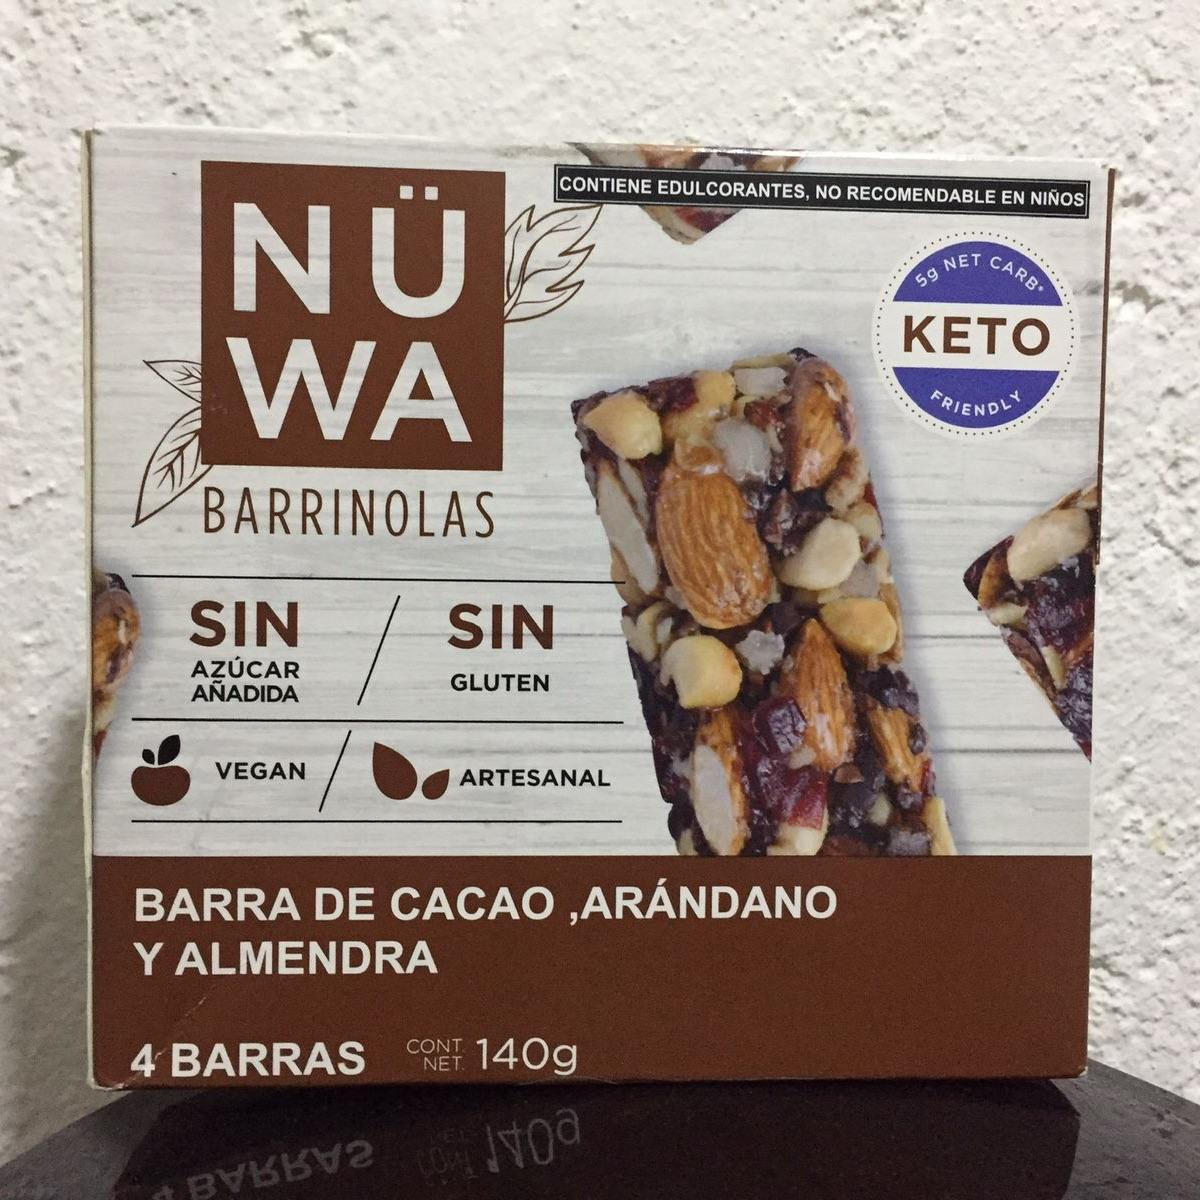 NÜ
WA
BARRINOLAS
CONTIENE EDULCORANTES, NO RECOMENDABLE EN NIÑOS
5g NET CARB*
KETO
FRIENDLY
SIN
AZÚCAR
AÑADIDA
SIN
GLUTEN
VEGAN
ARTESANAL
BARRA DE CACAO ,ARÁNDANO
Y ALMENDRA
4 BARRAS
CONT.
NET.
140g